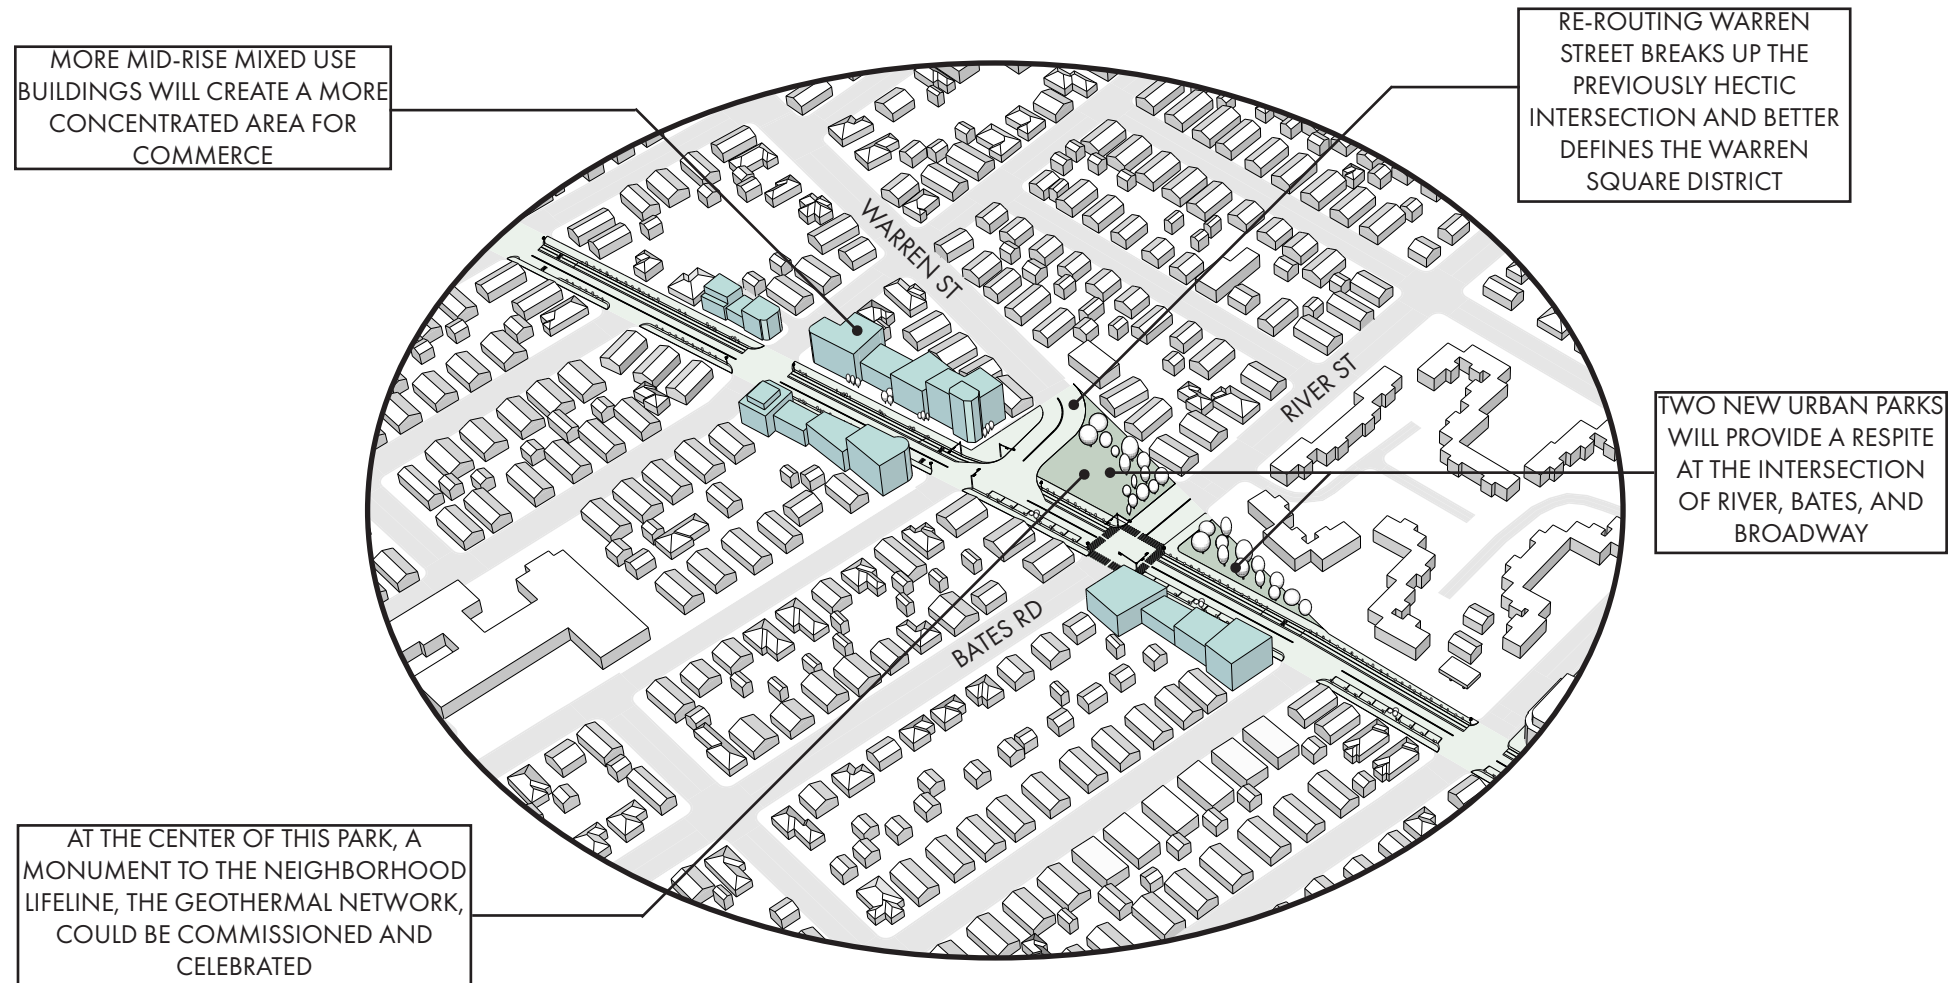 MORE MID-RISE MIXED USE
BUILDINGS WILL CREATE A MORE
CONCENTRATED AREA FOR
COMMERCE
RE-ROUTING WARREN
STREET BREAKS UP THE
PREVIOUSLY HECTIC
INTERSECTION AND BETTER
DEFINES THE WARREN
SQUARE DISTRICT
WARREN ST
RIVER ST
TWO NEW URBAN PARKS
WILL PROVIDE A RESPITE
AT THE INTERSECTION
OF RIVER, BATES, AND
BROADWAY
BATES RD
AT THE CENTER OF THIS PARK, A
MONUMENT TO THE NEIGHBORHOOD
LIFELINE, THE GEOTHERMAL NETWORK,
COULD BE COMMISSIONED AND
CELEBRATED